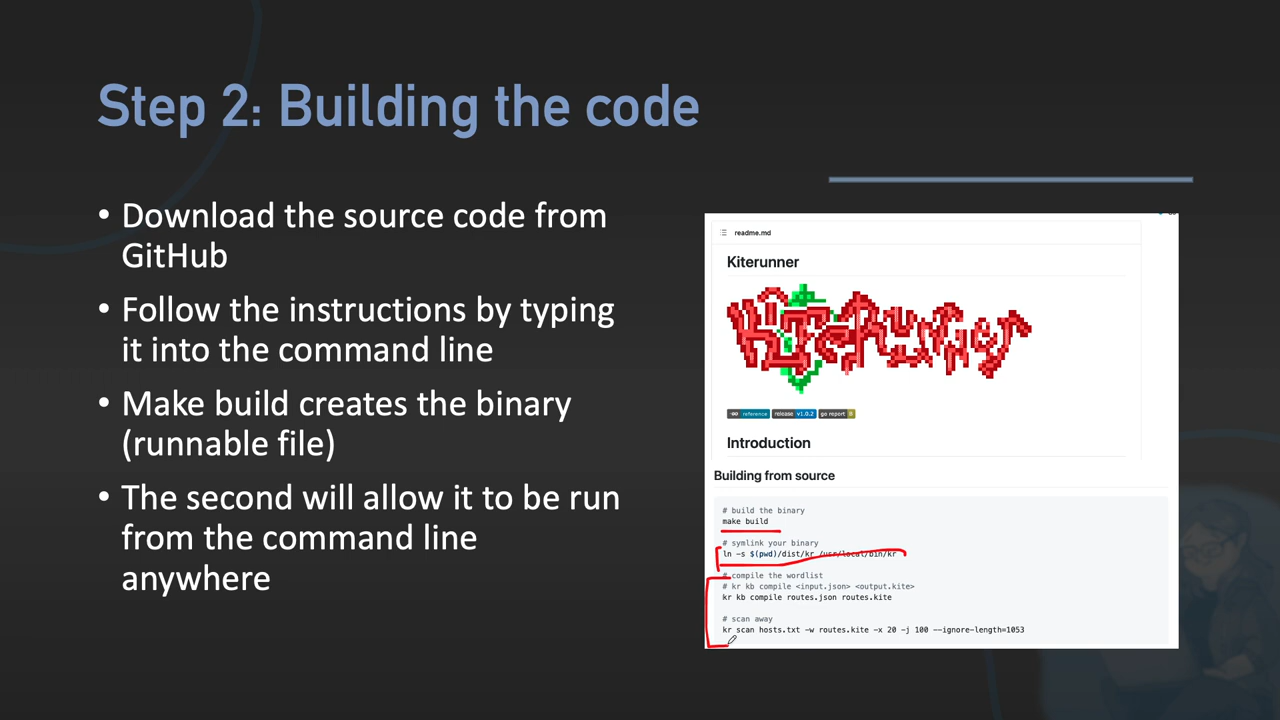 Step 2: Building the code
• Download the source code from
GitHub
• Follow the instructions by typing
it into the command line
• Make build creates the binary
(runnable file)
• The second will allow it to be run
from the command line
anywhere
readme.md
Kiterunner
KiteRunner
reference release v1.0.2 go report
Introduction
Building from source
# build the binary
make build
# symlink your binary
ln -s $(pwd)/dist/kr /usr/local/bin/kr
# compile the wordlist
# kr kb compile <input.json> <output.kite>
kr kb compile routes.json routes.kite
# scan away
kr scan hosts.txt -w routes.kite -x 20 -j 100 --ignore-length=1053